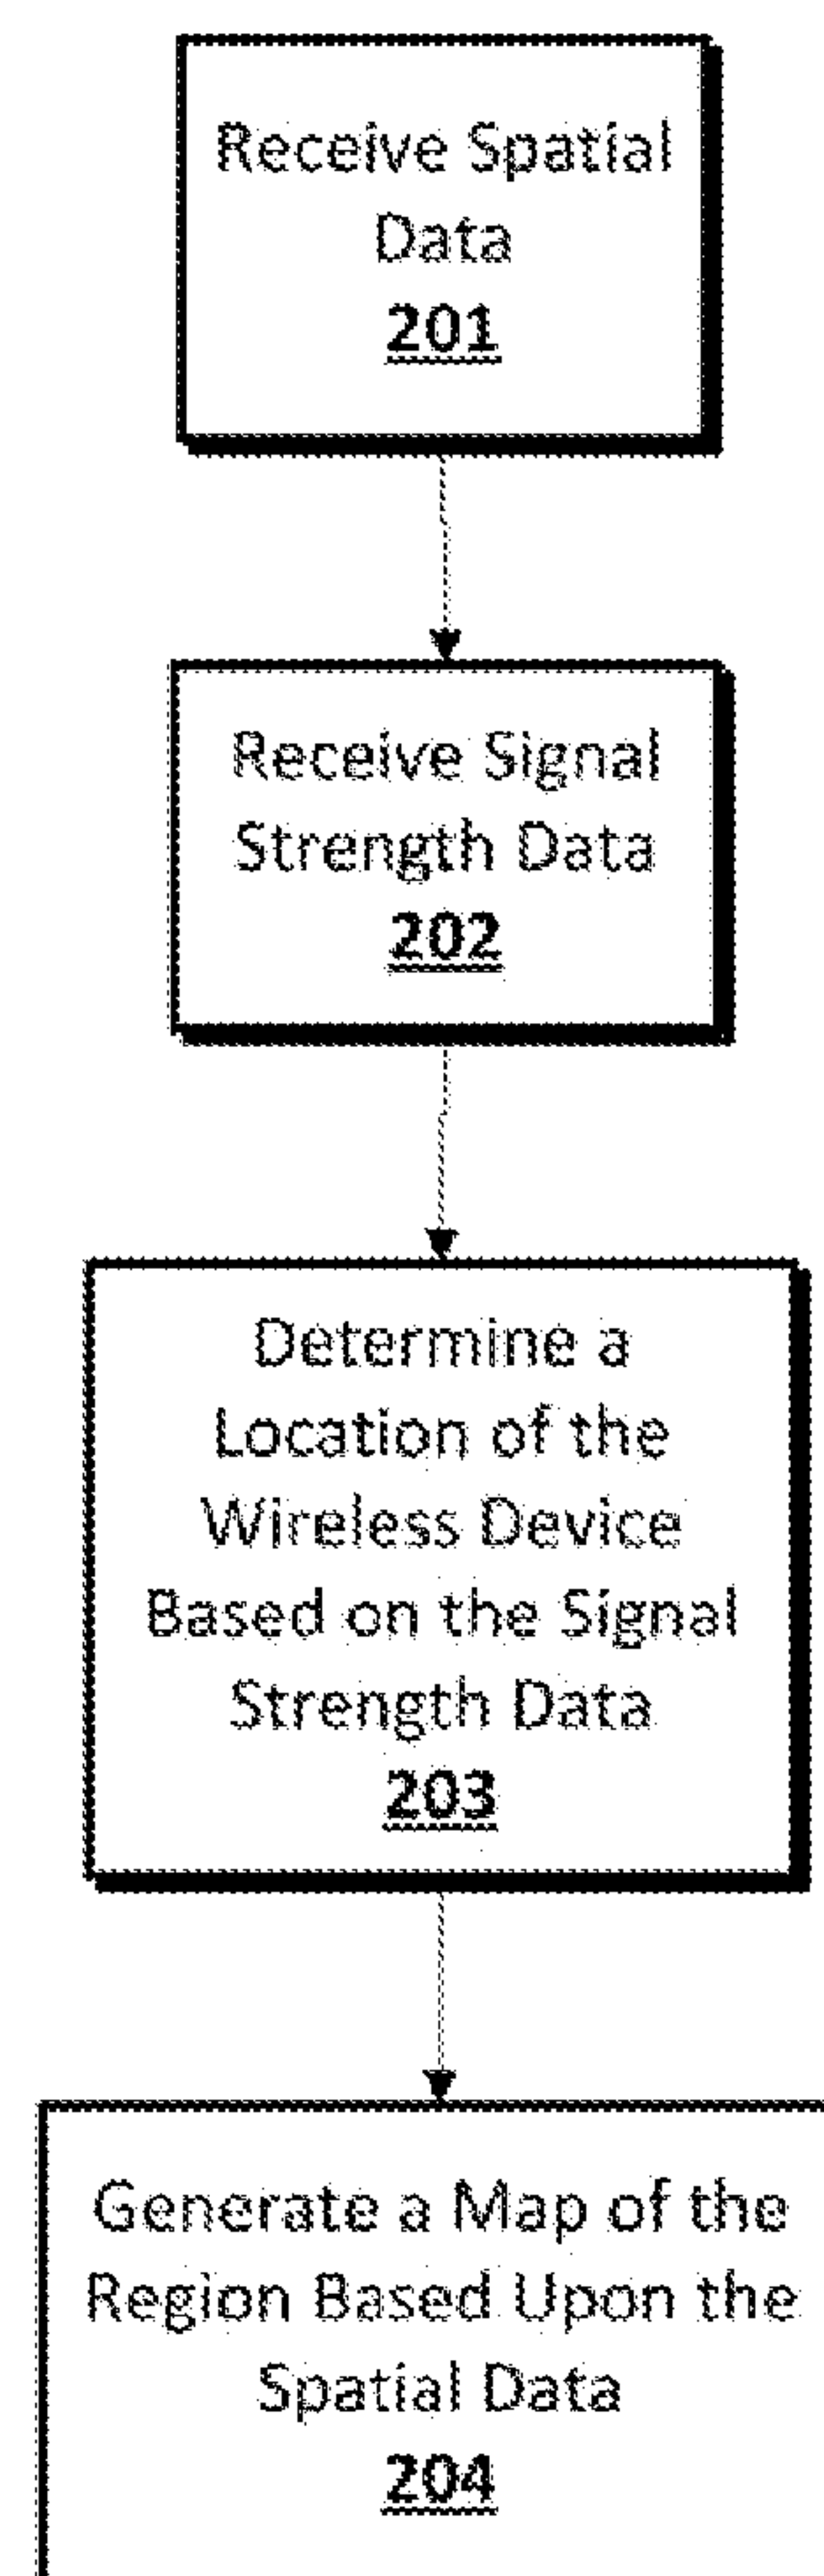 Receive Spatial
Data
201
Receive Signal
Strength Data
202
Determine a
Location of the
Wireless Device
Based on the Signal
Strength Data
203
Generate a Map of the
Region Based Upon the
Spatial Data
204